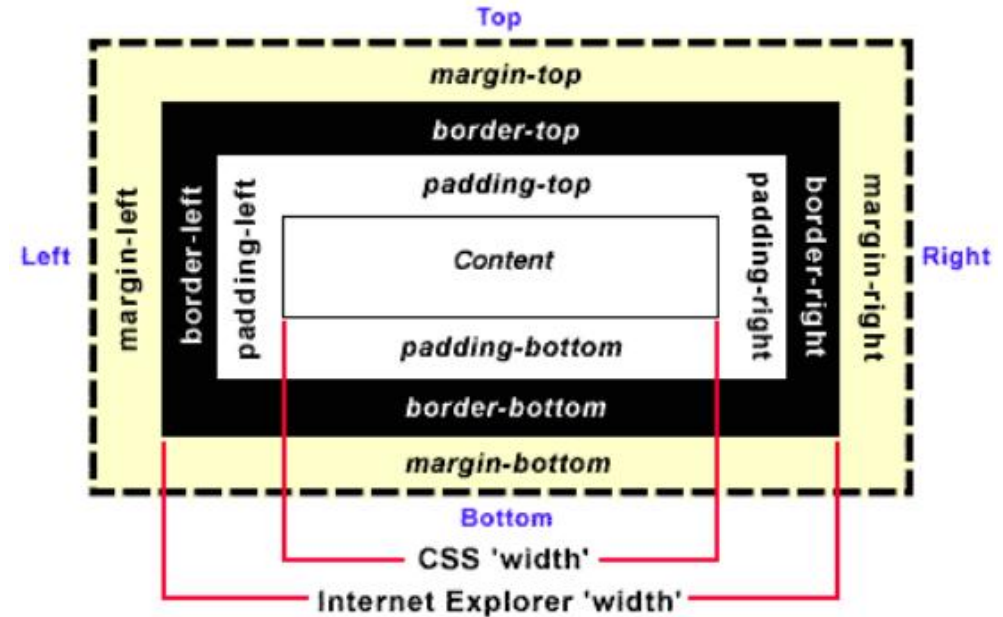 Top
margin-top
border-top
padding-top
Left
margin-left
border-left
padding-left
Content
padding-right
border-right
margin-right
Right
padding-bottom
border-bottom
margin-bottom
Bottom
CSS 'width'
Internet Explorer 'width'